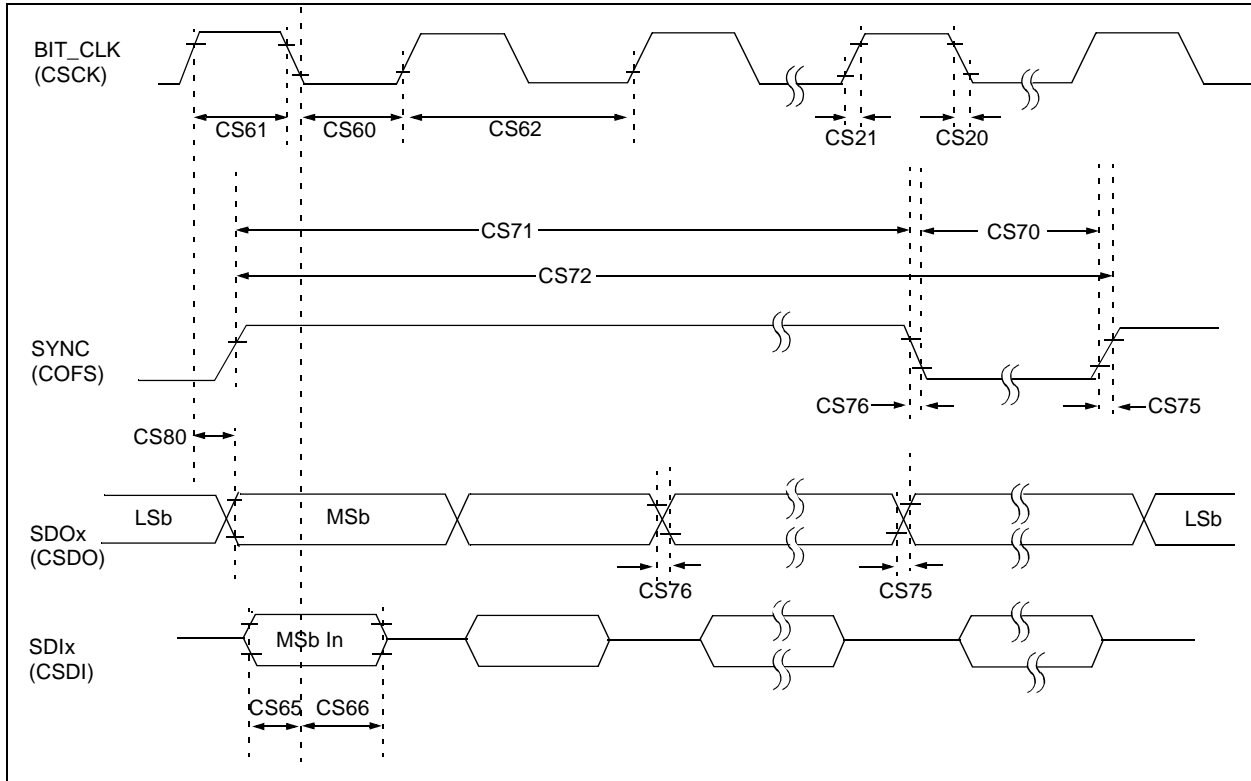 BIT_CLK
(CSCK)
CS61
CS60
CS62
CS21
CS20
CS71
CS70
CS72
SYNC
(COFS)
CS76
CS75
CS80
LSb
MSb
LSb
SDOx
(CSDO)
CS76
CS75
MSb In
SDIx
(CSDI)
CS65
CS66